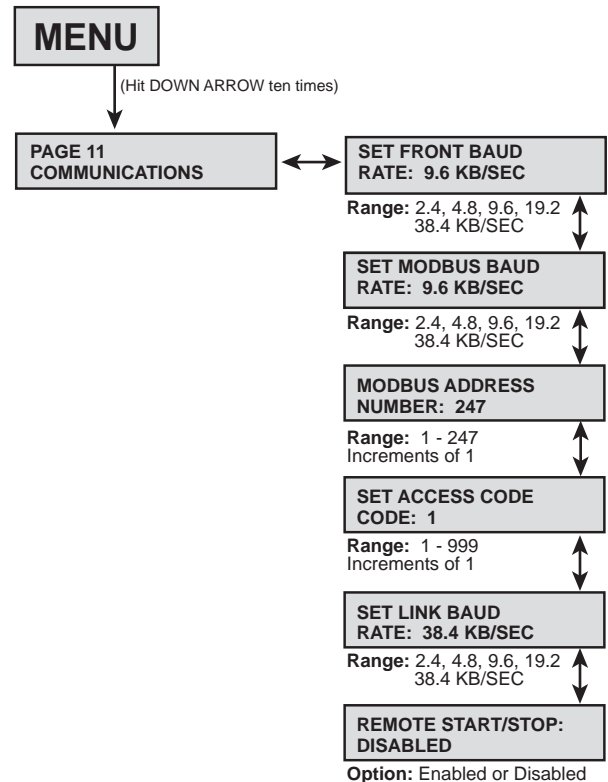 MENU
(Hit DOWN ARROW ten times)
PAGE 11
COMMUNICATIONS
SET FRONT BAUD
RATE: 9.6 KB/SEC
Range: 2.4, 4.8, 9.6, 19.2
38.4 KB/SEC
SET MODBUS BAUD
RATE: 9.6 KB/SEC
Range: 2.4, 4.8, 9.6, 19.2
38.4 KB/SEC
MODBUS ADDRESS
NUMBER: 247
Range: 1 - 247
Increments of 1
SET ACCESS CODE
CODE: 1
Range: 1 - 999
Increments of 1
SET LINK BAUD
RATE: 38.4 KB/SEC
Range: 2.4, 4.8, 9.6, 19.2
38.4 KB/SEC
REMOTE START/STOP:
DISABLED
Option: Enabled or Disabled